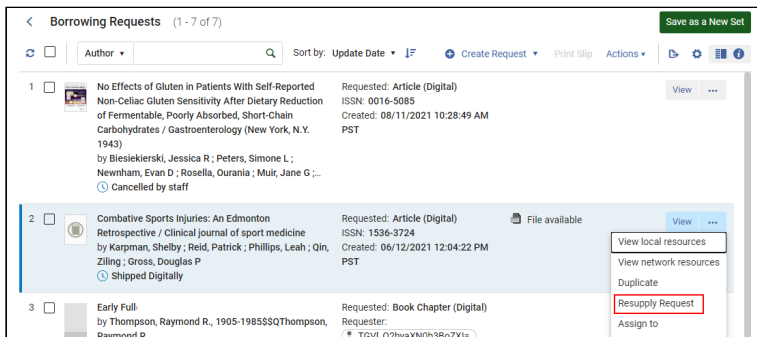 Borrowing Requests (1 - 7 of 7)
Save as a New Set
Author
Sort by: Update Date
Create Request
Print Slip
Actions
1
No Effects of Gluten in Patients With Self-Reported
Non-Celiac Gluten Sensitivity After Dietary Reduction
of Fermentable, Poorly Absorbed, Short-Chain
Carbohydrates / Gastroenterology (New York, N.Y.
1943)
by Biesiekierski, Jessica R ; Peters, Simone L ;
Newnham, Evan D ; Rosella, Ourania ; Muir, Jane G ;...
Cancelled by staff
Requested: Article (Digital)
ISSN: 0016-5085
Created: 08/11/2021 10:28:49 AM
PST
View
2
Combative Sports Injuries: An Edmonton
Retrospective / Clinical journal of sport medicine
by Karpman, Shelby ; Reid, Patrick ; Phillips, Leah ; Qin,
Ziling ; Gross, Douglas P
Shipped Digitally
Requested: Article (Digital)
ISSN: 1536-3724
Created: 06/12/2021 12:04:22 PM
PST
File available
View
View local resources
View network resources
Duplicate
Resupply Request
Assign to
3
Early Full
by Thompson, Raymond R., 1905-1985$$QThompson,
Raymond R
Requested: Book Chapter (Digital)
Requester: